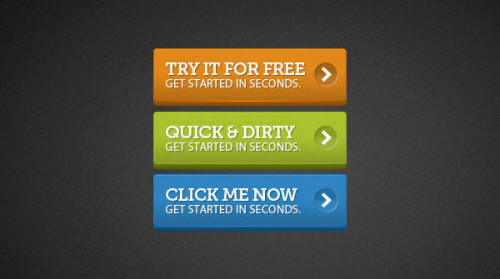 TRY IT FOR FREE
GET STARTED IN SECONDS.
QUICK & DIRTY
GET STARTED IN SECONDS.
CLICK ME NOW
GET STARTED IN SECONDS.